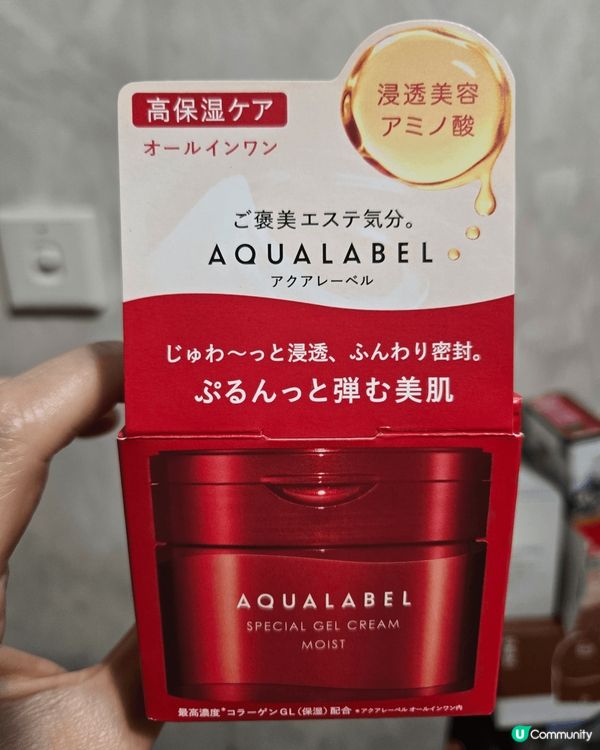 高保湿ケア
オールインワン
浸透美容
アミノ酸
ご褒美エステ気分。
AQUALABEL
アクアレーベル
じゅわ～っと浸透、ふんわり密封。
ぷるんっと弾む美肌
AQUALABEL
SPECIAL GEL CREAM
MOIST
最高濃度*コラーゲンGL(保湿)配合 *アクアレーベル オールインワン内
U Community